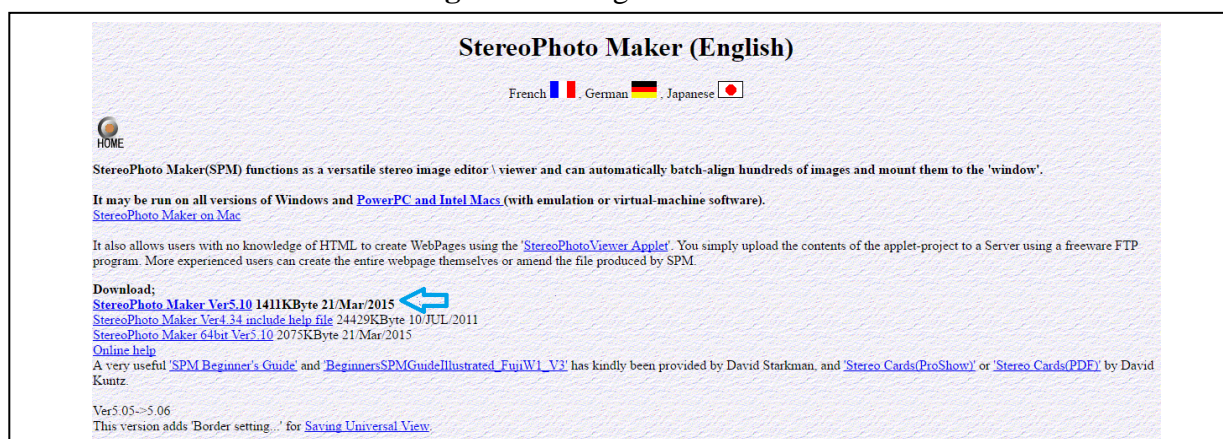 StereoPhoto Maker (English)
French , German , Japanese
HOME
StereoPhoto Maker(SPM) functions as a versatile stereo image editor \ viewer and can automatically batch-align hundreds of images and mount them to the 'window'.
It may be run on all versions of Windows and PowerPC and Intel Macs (with emulation or virtual-machine software).
StereoPhoto Maker on Mac
It also allows users with no knowledge of HTML to create WebPages using the 'StereoPhotoViewer Applet'. You simply upload the contents of the applet-project to a Server using a freeware FTP
program. More experienced users can create the entire webpage themselves or amend the file produced by SPM.
Download;
StereoPhoto Maker Ver5.10 1411KByte 21/Mar/2015
StereoPhoto Maker Ver4.34 include help file 24429KByte 10/JUL/2011
StereoPhoto Maker 64bit Ver5.10 2075KByte 21/Mar/2015
Online help
A very useful 'SPM Beginner's Guide' and 'BeginnersSPMGuideIllustrated_FujiW1_V3' has kindly been provided by David Starkman, and 'Stereo Cards(ProShow)' or 'Stereo Cards(PDF)' by David
Kuntz.
Ver5.05->5.06
This version adds 'Border setting...' for Saving Universal View.